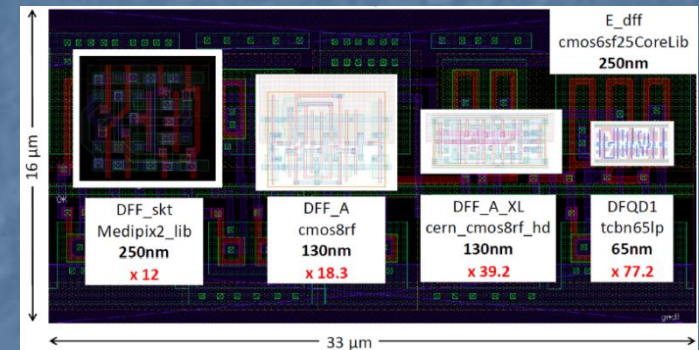 E_dff
cmos6sf25CoreLib
250nm
16 µm
DFF_skt
Medipix2_lib
250nm
x 12
DFF_A
cmos8rf
130nm
x 18.3
DFF_A_XL
cern_cmos8rf_hd
130nm
x 39.2
DFQD1
tcbn65lp
65nm
x 77.2
gnd!
33 µm